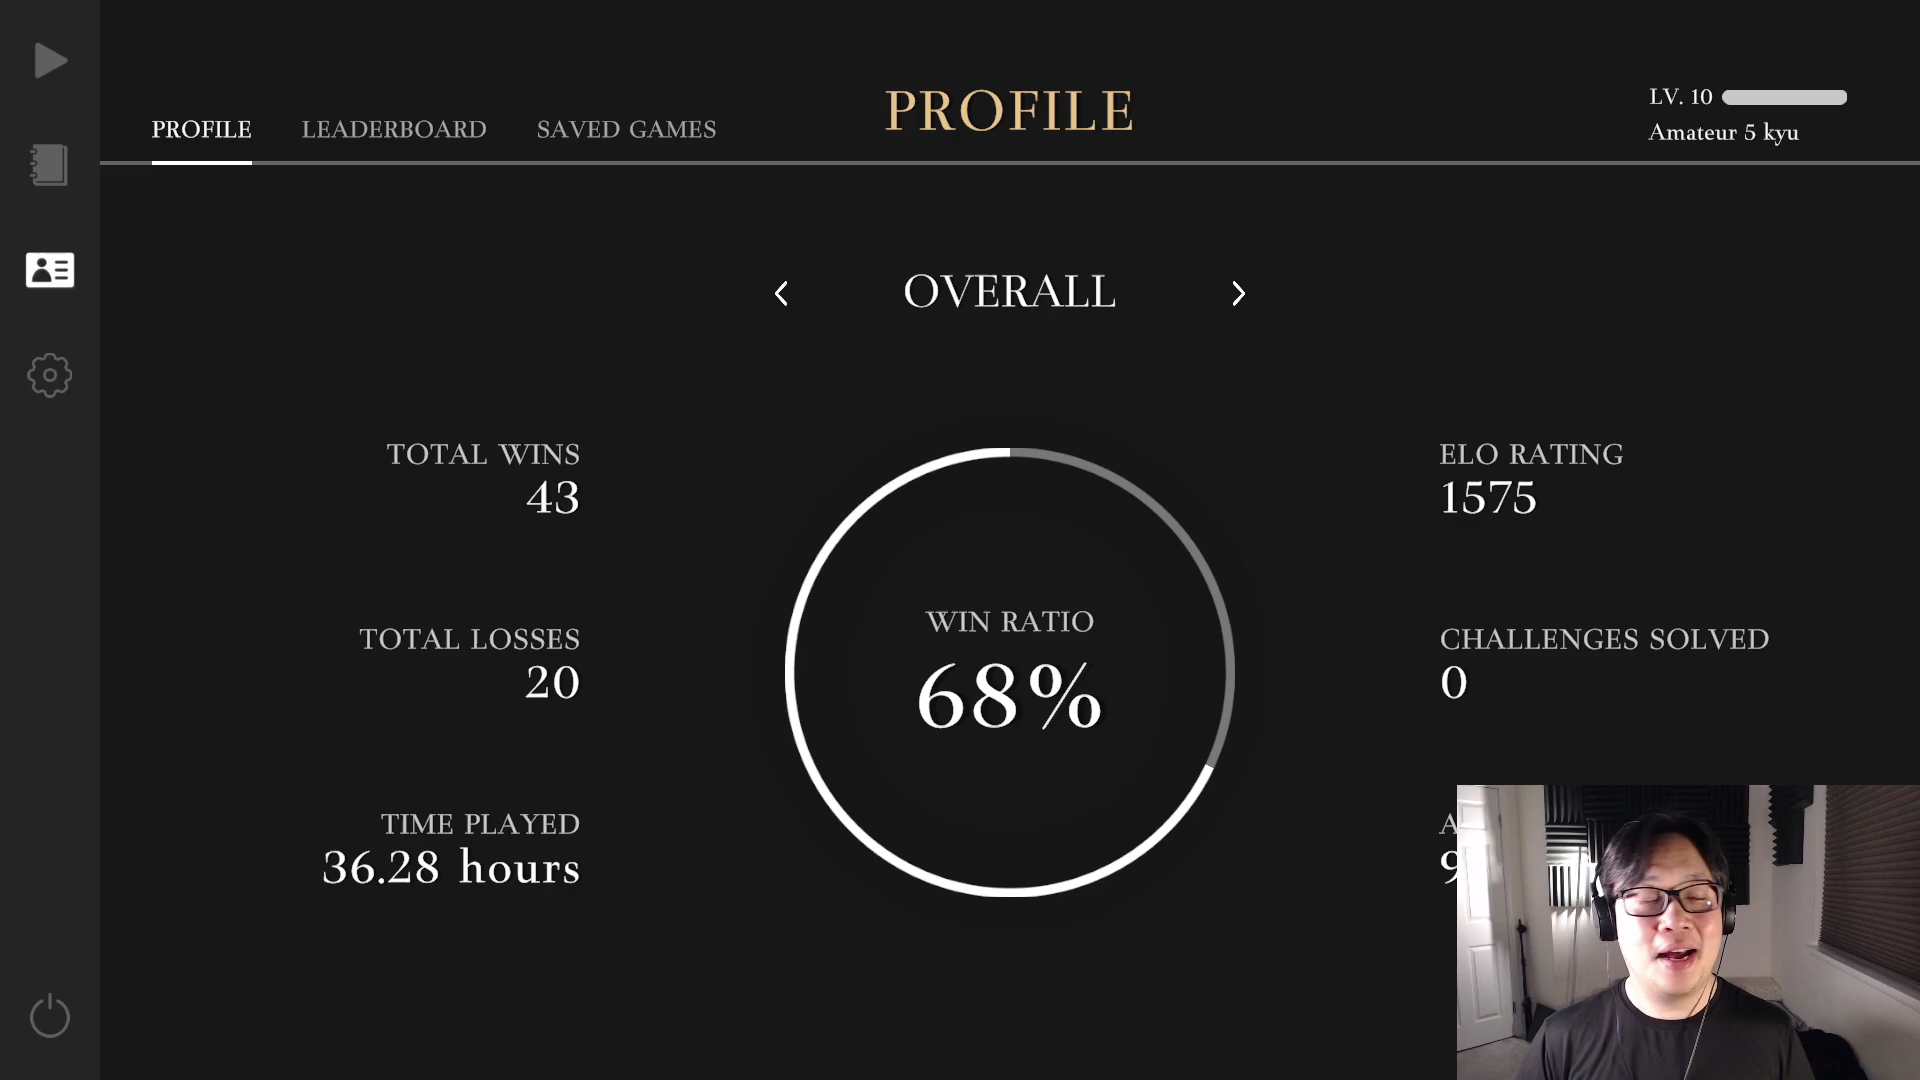 PROFILE
LEADERBOARD
SAVED GAMES
PROFILE
LV. 10
Amateur 5 kyu
OVERALL
TOTAL WINS
43
TOTAL LOSSES
20
TIME PLAYED
36.28 hours
WIN RATIO
68%
ELO RATING
1575
CHALLENGES SOLVED
0